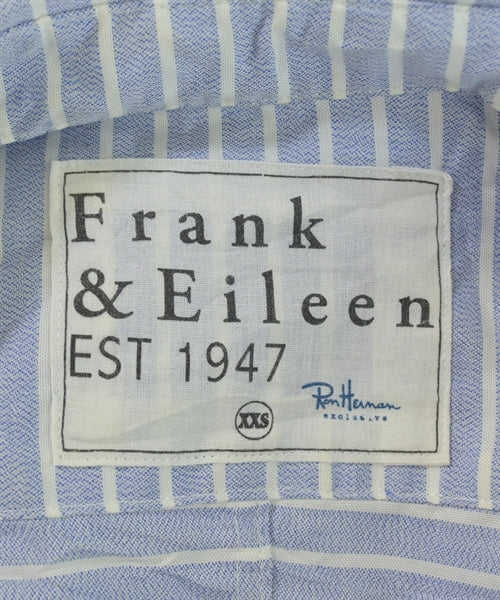 Frank
& Eileen
EST 1947
XXS
Ron Herman
exclusive